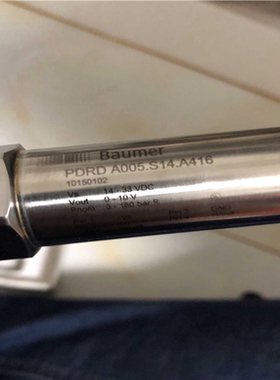 Baumer
PDRD A005.S14.A416
10150102
Vs 14...33 VDC
Vout 0 - 10 V
Pnom 0 - 160 bar R